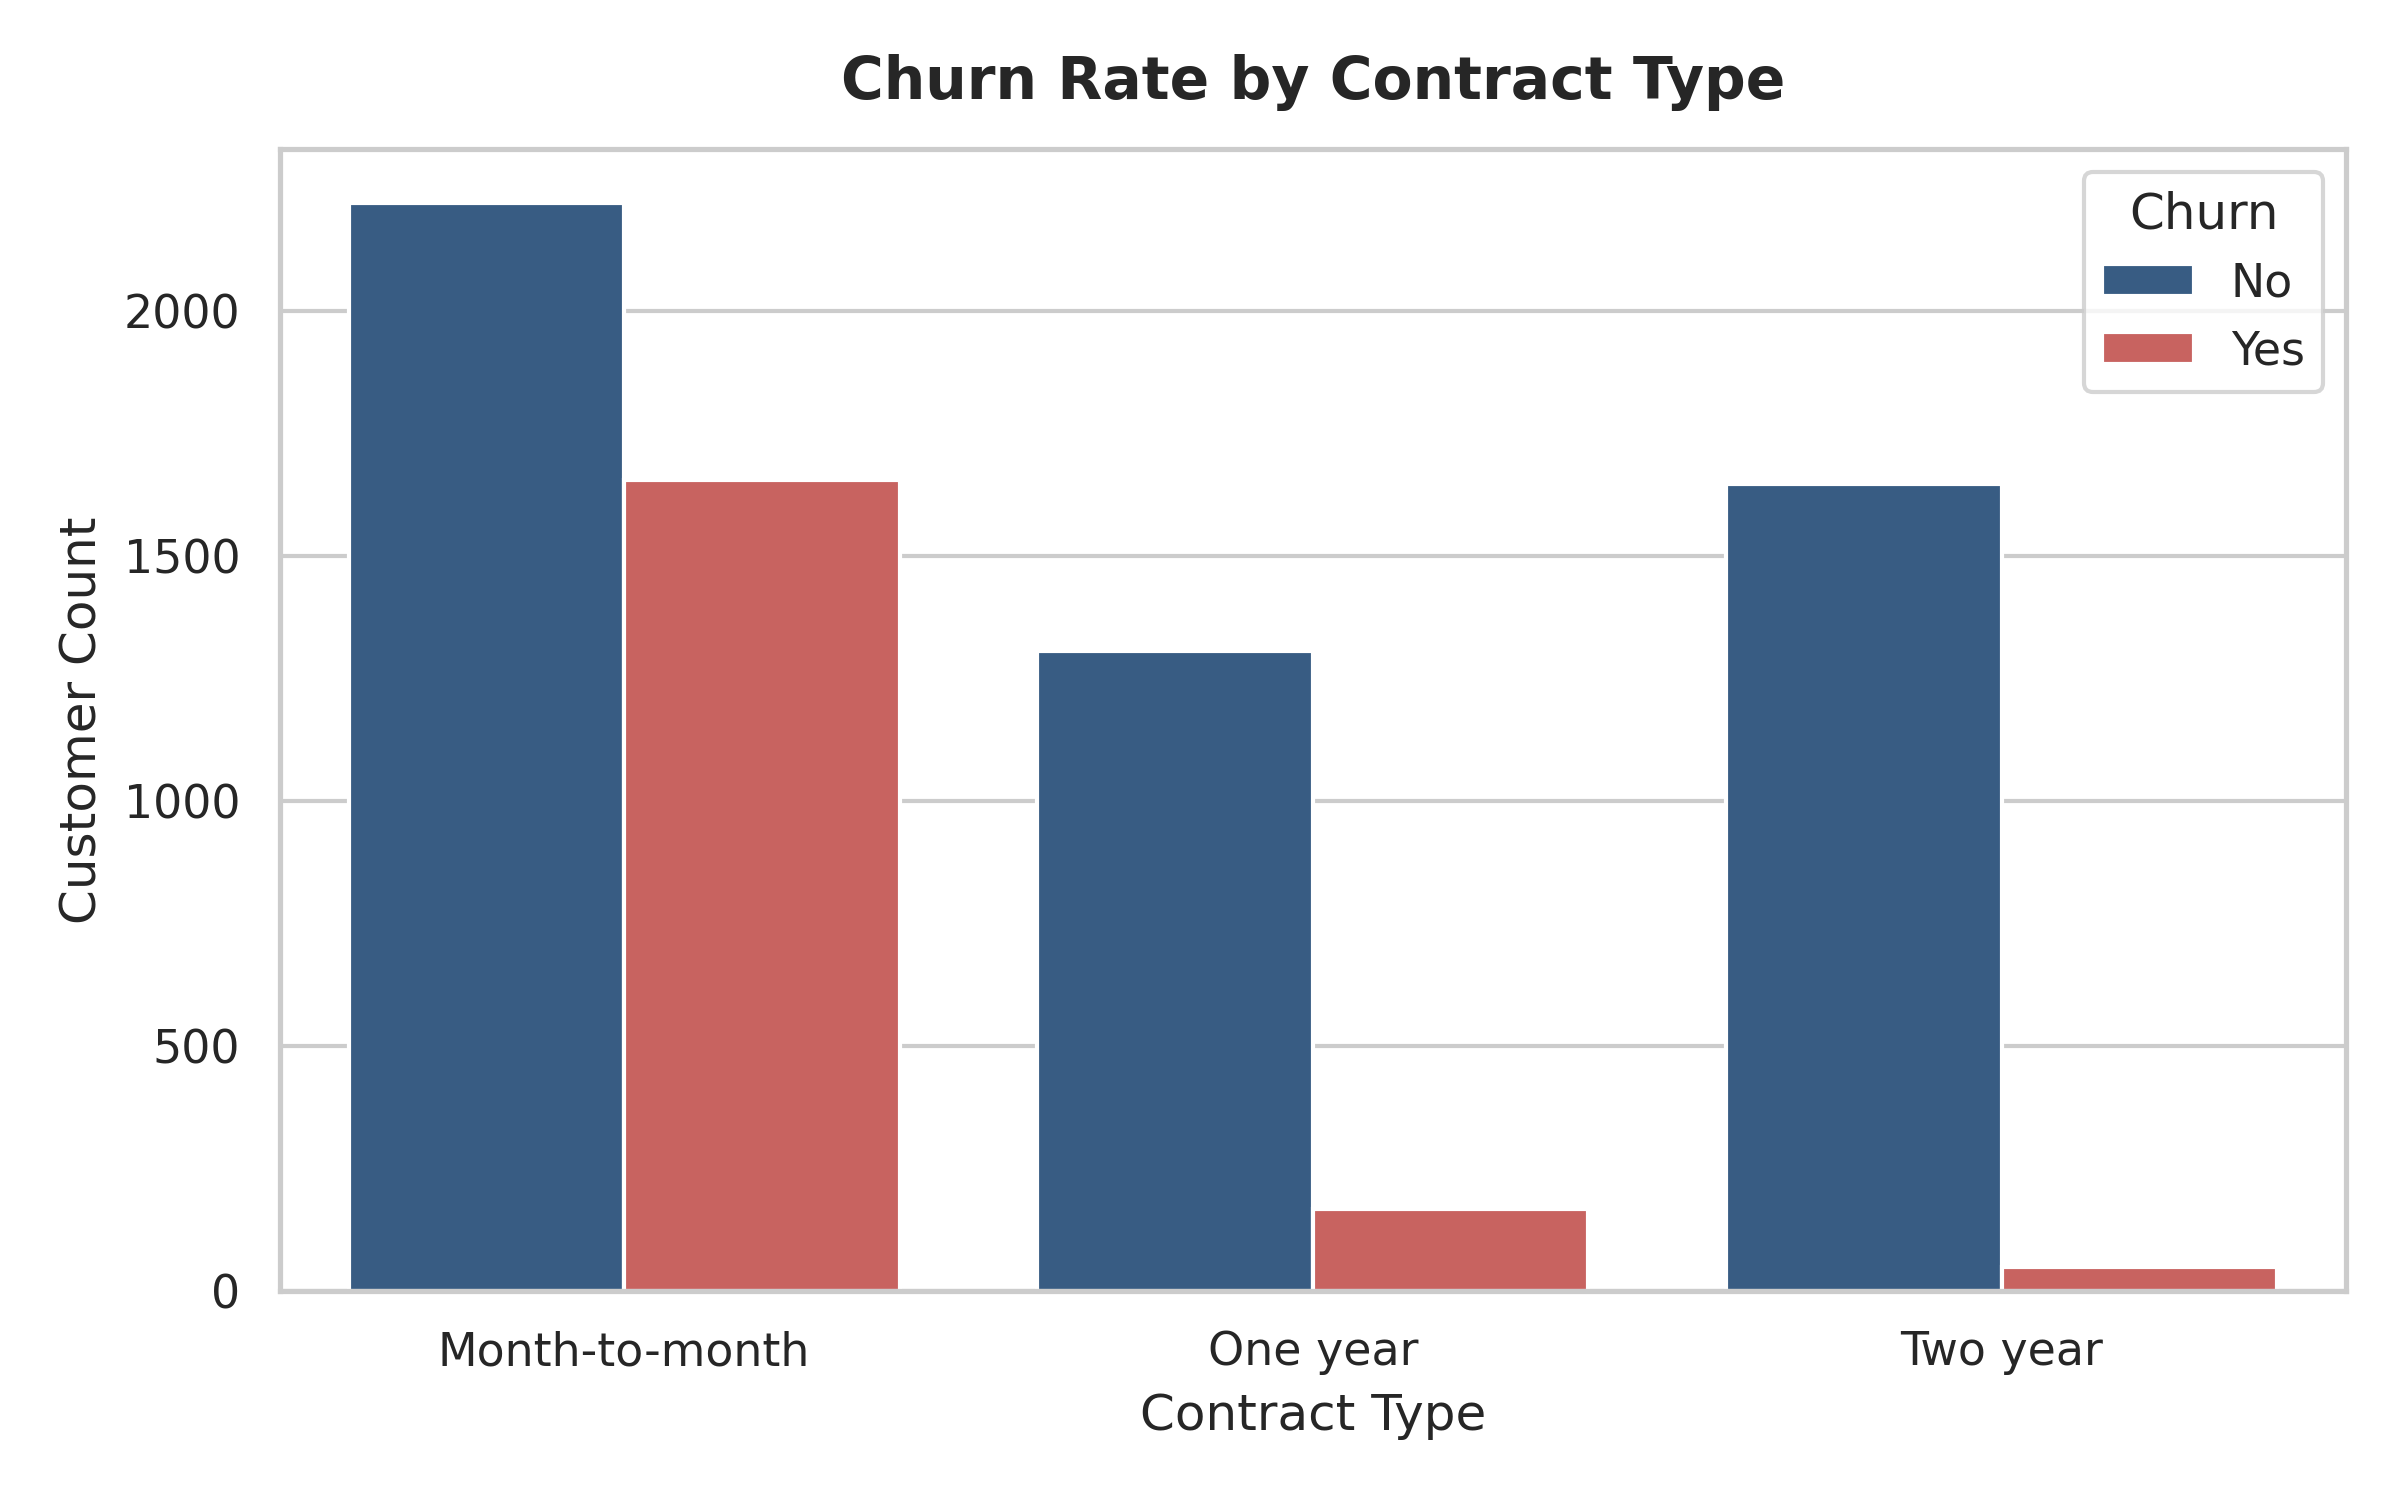 Churn Rate by Contract Type
Churn
No
Yes
Customer Count
2000
1500
1000
500
0
Month-to-month
One year
Two year
Contract Type